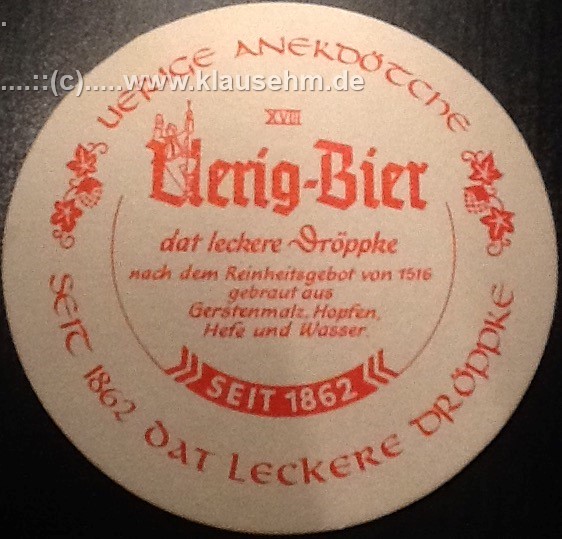 UERIGE ANEKDÖTCHE
....::(c).....www.klausehm.de
XVIII
Uerig-Bier
dat leckere Dröppke
nach dem Reinheitsgebot von 1516
gebraut aus
Gerstenmalz, Hopfen,
Hefe und Wasser.
SEIT 1862
SEIT 1862 DAT LECKERE DRÖPPKE